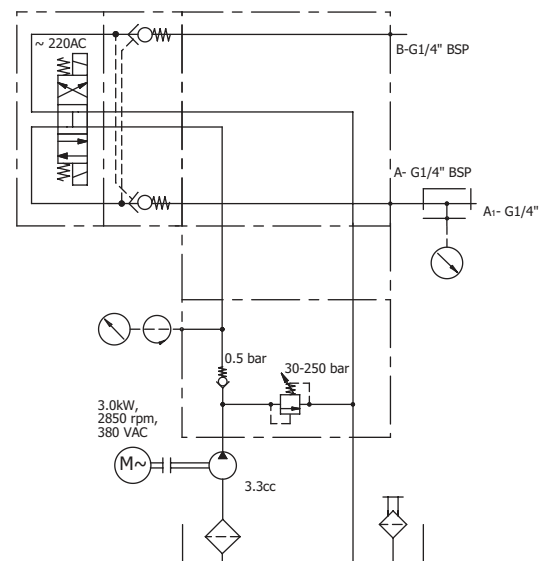 ~ 220AC
B-G1/4" BSP
A- G1/4" BSP
A1- G1/4"
0.5 bar
30-250 bar
3.0kW,
2850 rpm,
380 VAC
M~
3.3cc